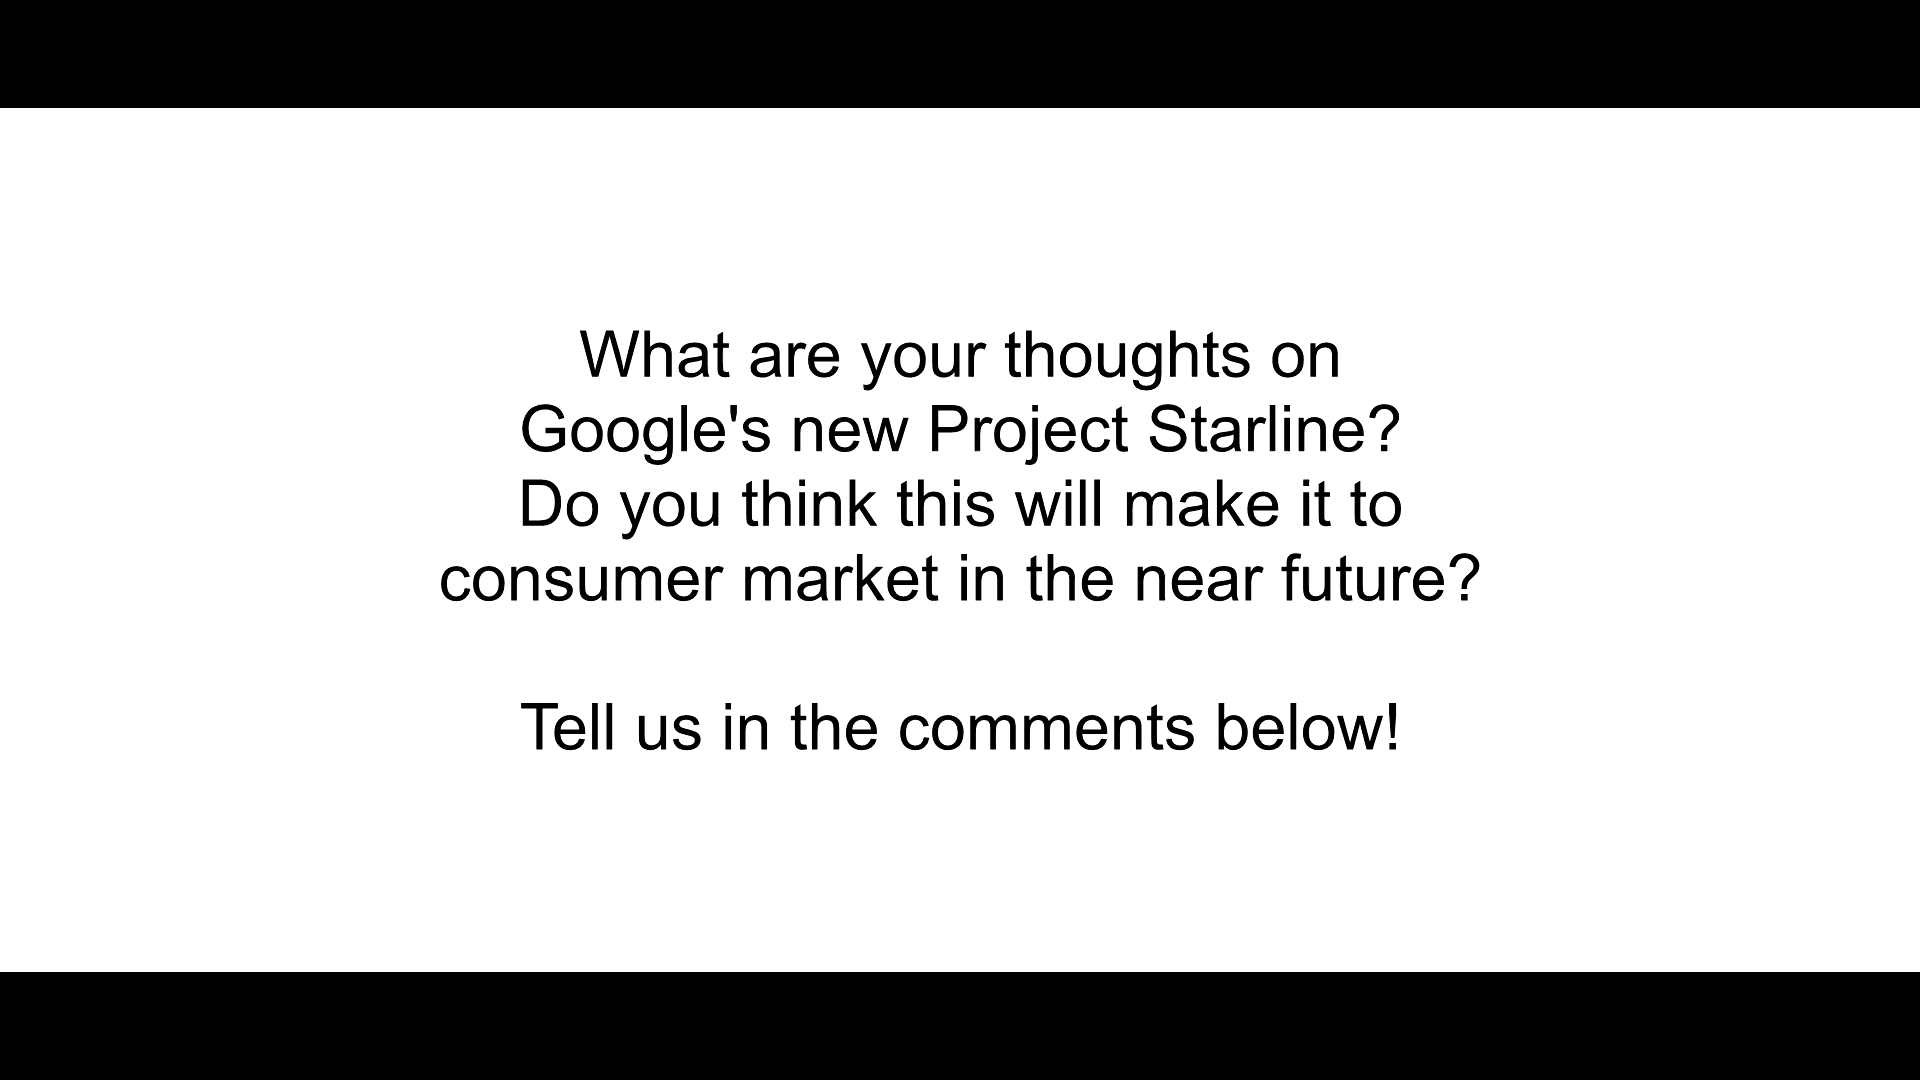 What are your thoughts on
Google's new Project Starline?
Do you think this will make it to
consumer market in the near future?
Tell us in the comments below!